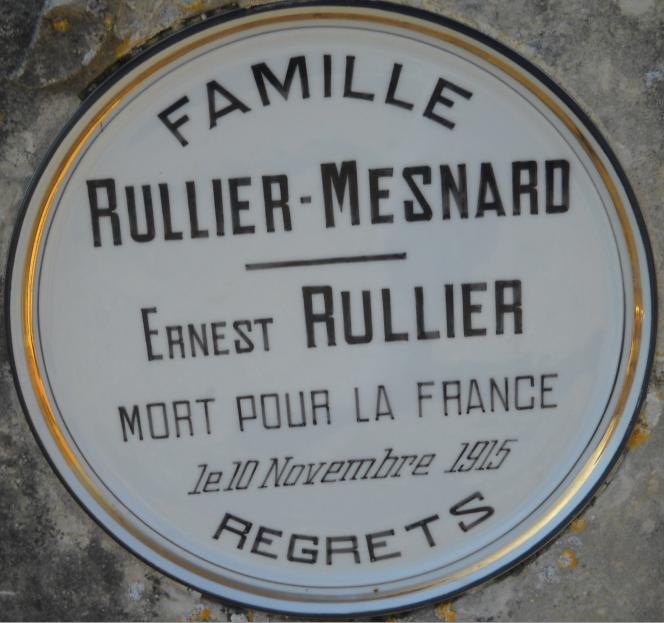 FAMILLE
RULLIER-MESNARD
ERNEST RULLIER
MORT POUR LA FRANCE
le 10 Novembre 1915
REGRETS